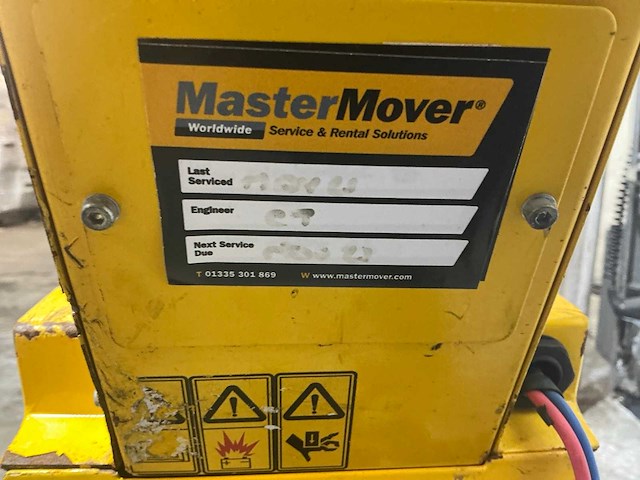 MasterMover®
Worldwide Service & Rental Solutions
Last
Serviced
Engineer
Next Service
Due
T 01335 301 869 W www.mastermover.com